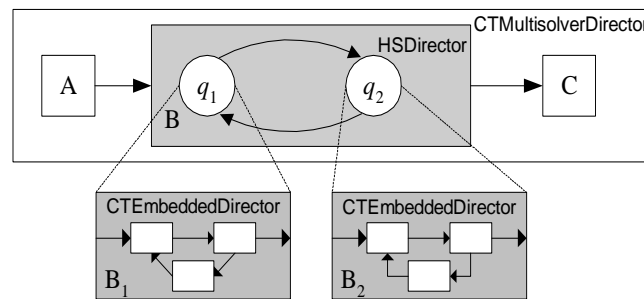 CTMultisolverDirector
HSDirector
A
q1
q2
B
C
CTEmbeddedDirector
CTEmbeddedDirector
B1
B2